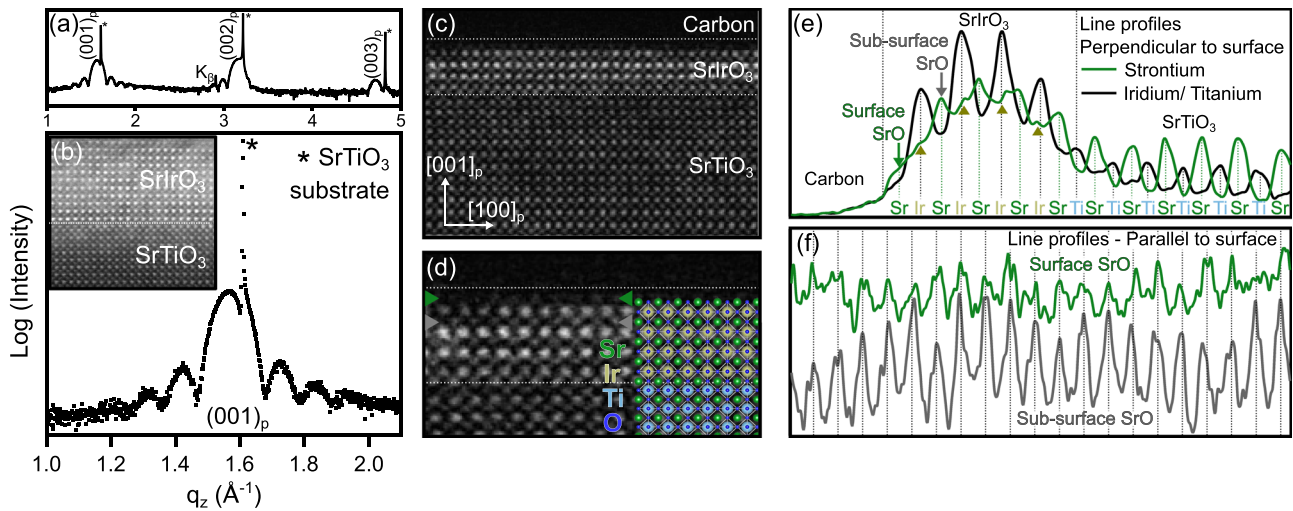 (a)
(001)p
*
(002)p
*
Kβ
(003)p
*
1 2 3 4 5
(b)
SrIrO3
SrTiO3
* * SrTiO3
substrate
(001)p
Log (Intensity)
1.0 1.2 1.4 1.6 1.8 2.0
qz (Å-1)
(c)
Carbon
SrIrO3
[001]p
SrTiO3
[100]p
(d)
Sr
Ir
Ti
O
(e)
SrIrO3
Line profiles
Perpendicular to surface
Strontium
Iridium/ Titanium
Sub-surface
SrO
Surface
SrO
SrTiO3
Carbon
Sr Ir Sr Ir Sr Ir Sr Ir Sr Ti Sr Ti Sr Ti Sr Ti Sr Ti Sr Ti Sr
(f)
Line profiles - Parallel to surface
Surface SrO
Sub-surface SrO